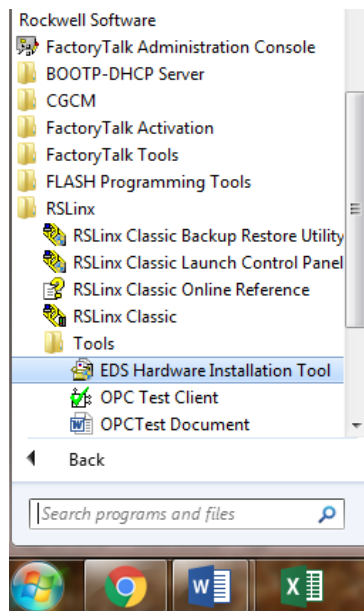 Rockwell Software
FactoryTalk Administration Console
BOOTP-DHCP Server
CGCM
FactoryTalk Activation
FactoryTalk Tools
FLASH Programming Tools
RSLinx
RSLinx Classic Backup Restore Utility
RSLinx Classic Launch Control Panel
RSLinx Classic Online Reference
RSLinx Classic
Tools
EDS Hardware Installation Tool
OPC Test Client
OPCTest Document
Back
Search programs and files